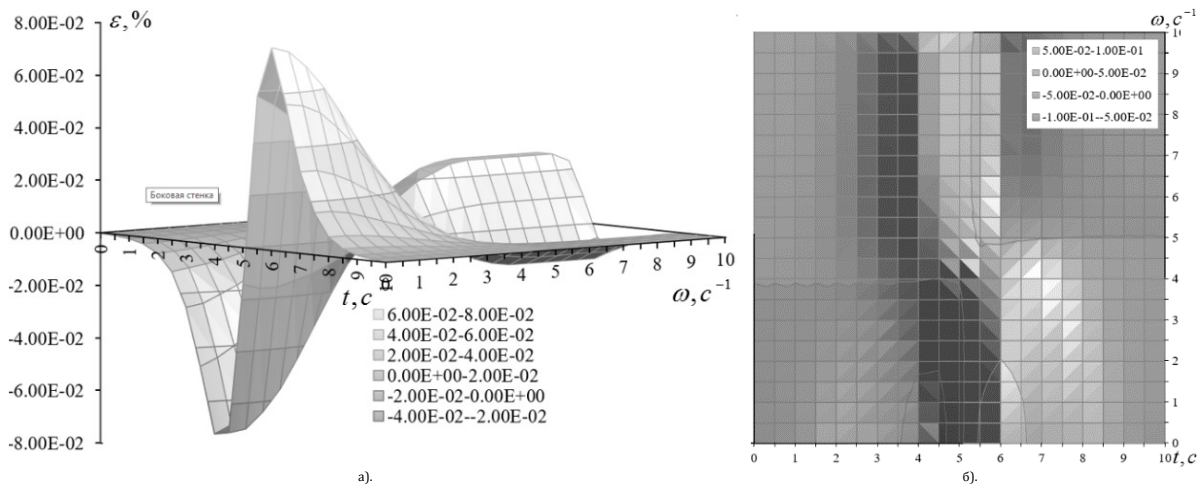 ε,%
8.00E-02
6.00E-02
4.00E-02
2.00E-02
0.00E+00
-2.00E-02
-4.00E-02
-6.00E-02
-8.00E-02
Боковая стенка
0 1 2 3 4 5 6 7 8 9 10
t,c
0 1 2 3 4 5 6 7 8 9 10
ω,c⁻¹
6.00E-02-8.00E-02
4.00E-02-6.00E-02
2.00E-02-4.00E-02
0.00E+00-2.00E-02
-2.00E-02-0.00E+00
-4.00E-02--2.00E-02
а).
ω,c⁻¹
5.00E-02-1.00E-01
0.00E+00-5.00E-02
-5.00E-02-0.00E+00
-1.00E-01--5.00E-02
10
9
8
7
6
5
4
3
2
1
0
0 1 2 3 4 5 6 7 8 9 10
t,c
б).